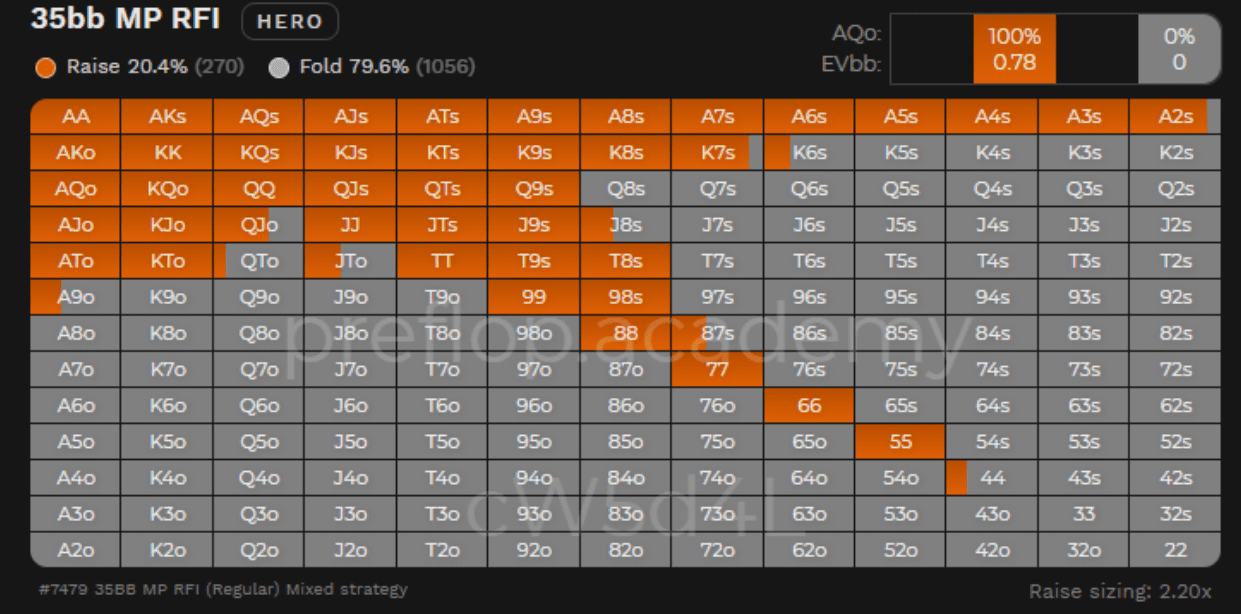 35bb MP RFI HERO
AQo: 100% 0%
EVbb: 0.78 0
Raise 20.4% (270) Fold 79.6% (1056)
AA AKs AQs AJs ATs A9s A8s A7s A6s A5s A4s A3s A2s
AKo KK KQs KJs KTs K9s K8s K7s K6s K5s K4s K3s K2s
AQo KQo QQ QJs QTs Q9s Q8s Q7s Q6s Q5s Q4s Q3s Q2s
AJo KJo QJo JJ JTs J9s J8s J7s J6s J5s J4s J3s J2s
ATo KTo QTo JTo TT T9s T8s T7s T6s T5s T4s T3s T2s
A9o K9o Q9o J9o T9o 99 98s 97s 96s 95s 94s 93s 92s
A8o K8o Q8o J8o T8o 98o 88 87s 86s 85s 84s 83s 82s
preflop.academy
A7o K7o Q7o J7o T7o 97o 87o 77 76s 75s 74s 73s 72s
A6o K6o Q6o J6o T6o 96o 86o 76o 66 65s 64s 63s 62s
A5o K5o Q5o J5o T5o 95o 85o 75o 65o 55 54s 53s 52s
A4o K4o Q4o J4o T4o 94o 84o 74o 64o 54o 44 43s 42s
cW5d4L
A3o K3o Q3o J3o T3o 93o 83o 73o 63o 53o 43o 33 32s
A2o K2o Q2o J2o T2o 92o 82o 72o 62o 52o 42o 32o 22
#7479 35BB MP RFI (Regular) Mixed strategy
Raise sizing: 2.20x